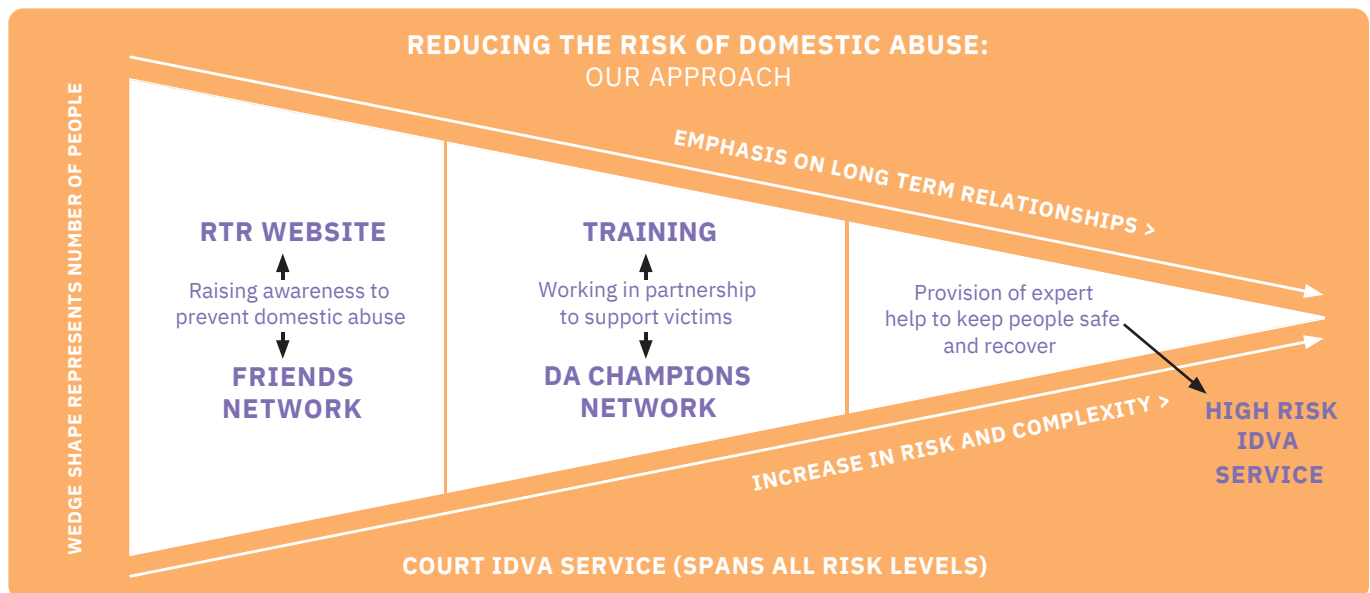 REDUCING THE RISK OF DOMESTIC ABUSE:
OUR APPROACH
WEDGE SHAPE REPRESENTS NUMBER OF PEOPLE
EMPHASIS ON LONG TERM RELATIONSHIPS >
RTR WEBSITE
Raising awareness to
prevent domestic abuse
FRIENDS
NETWORK
TRAINING
Working in partnership
to support victims
DA CHAMPIONS
NETWORK
Provision of expert
help to keep people safe
and recover
HIGH RISK
IDVA
SERVICE
INCREASE IN RISK AND COMPLEXITY >
COURT IDVA SERVICE (SPANS ALL RISK LEVELS)